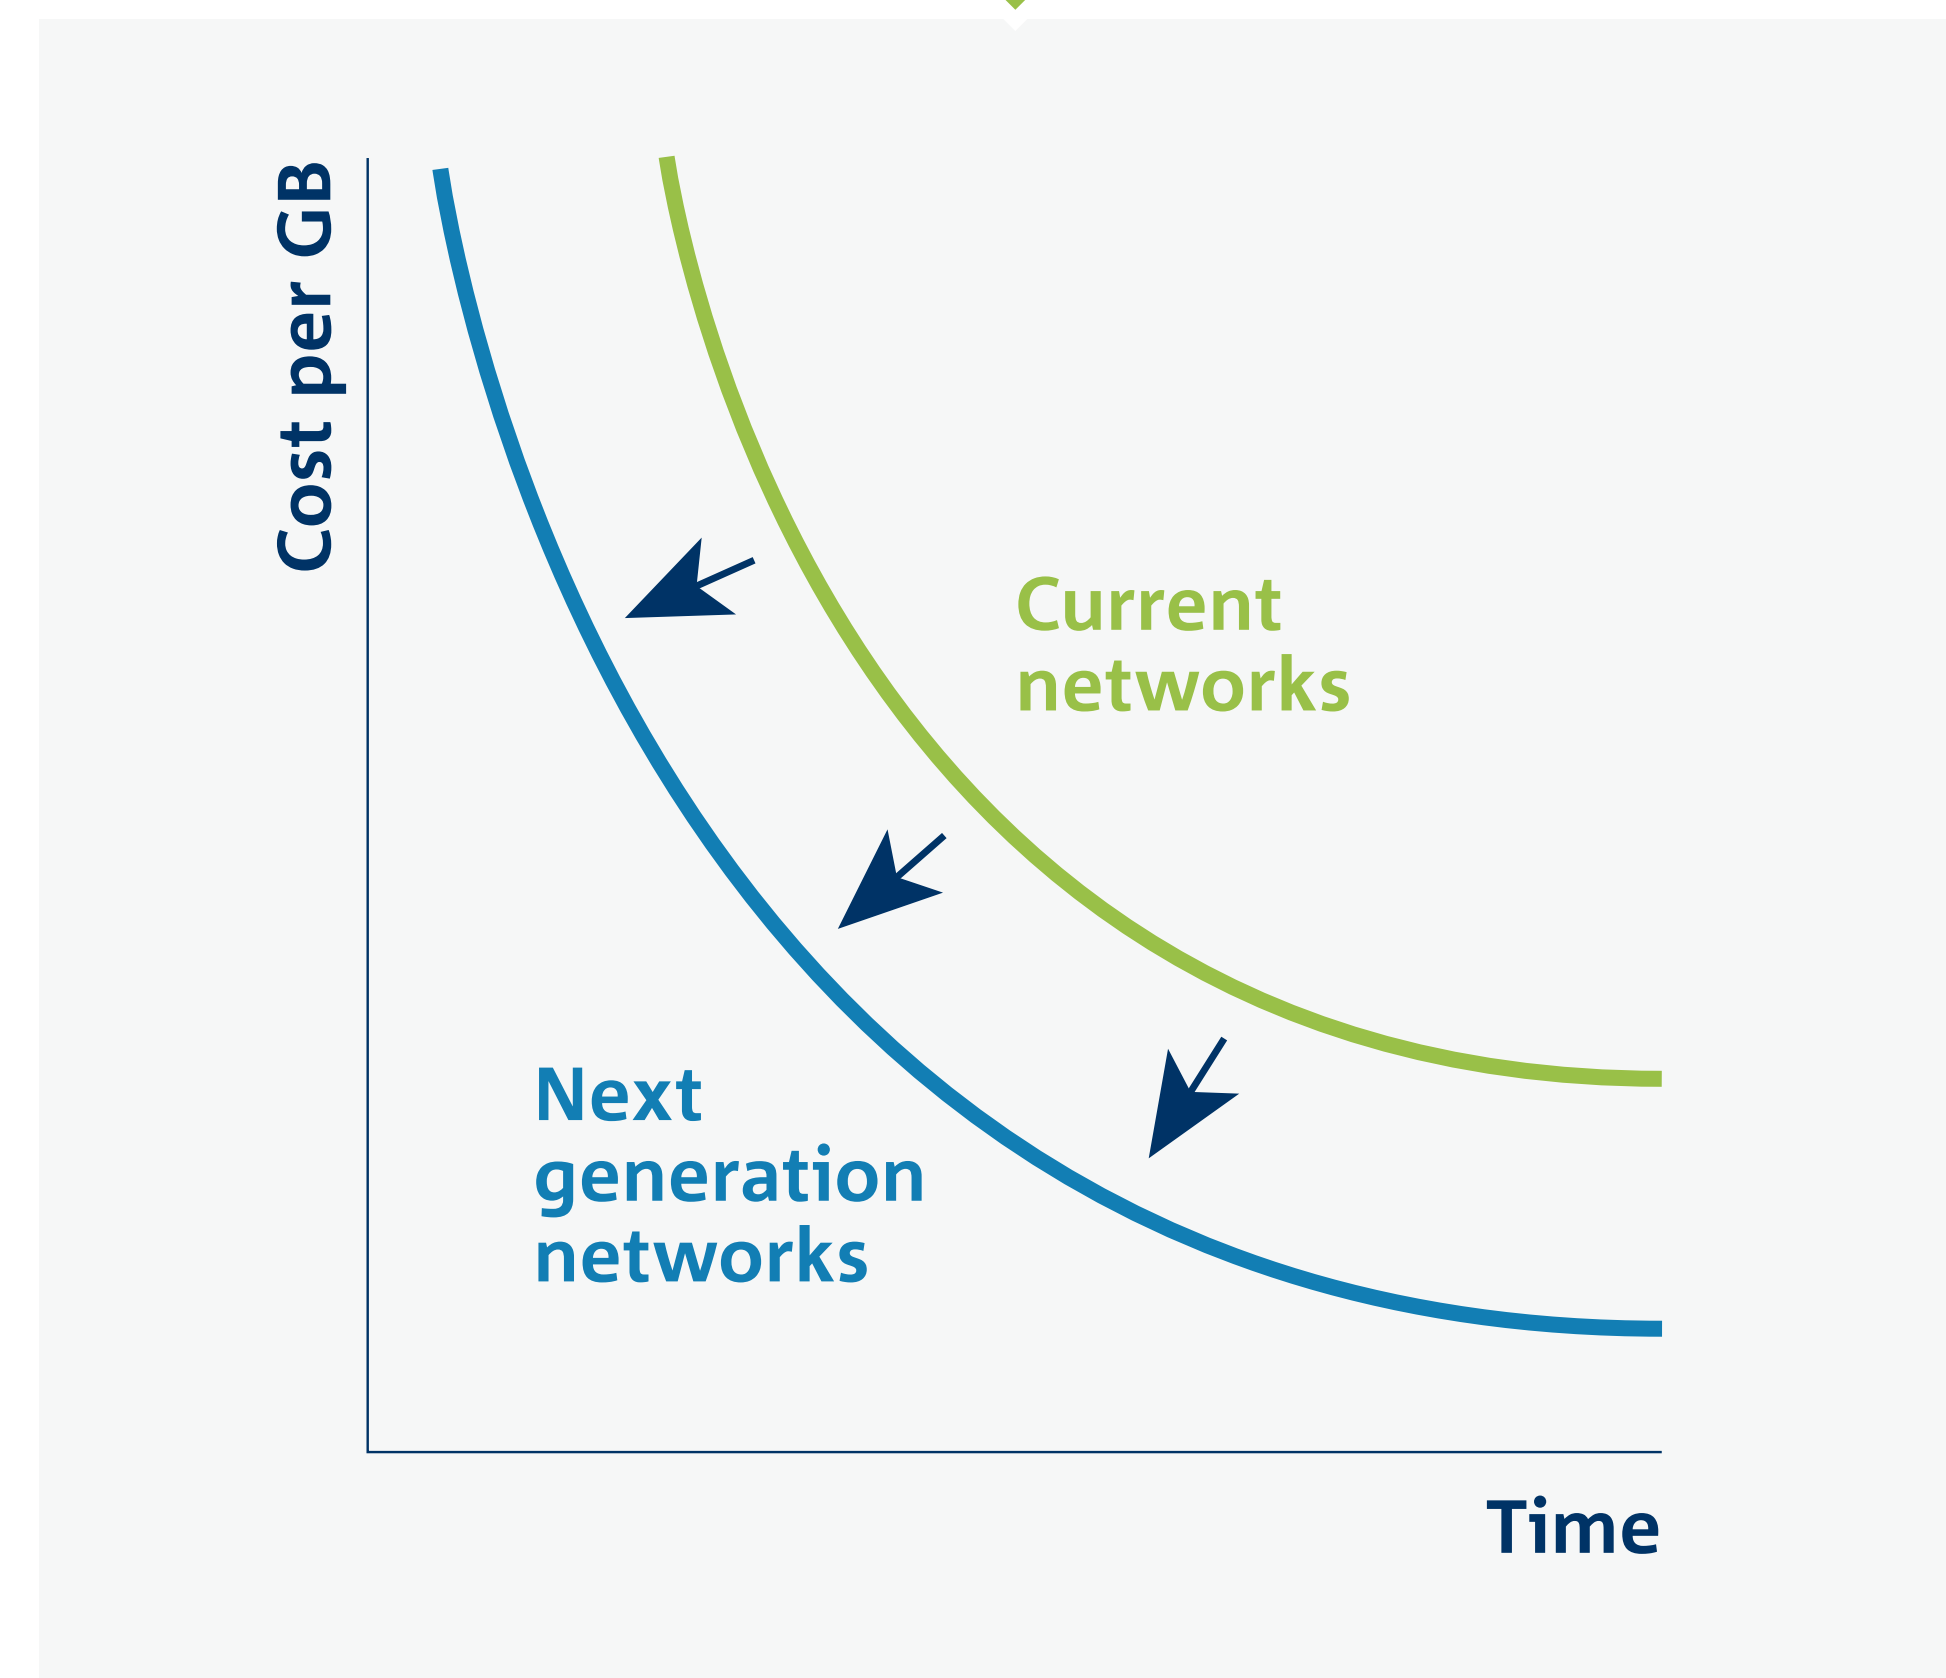 Cost per GB
Current
networks
Next
generation
networks
Time